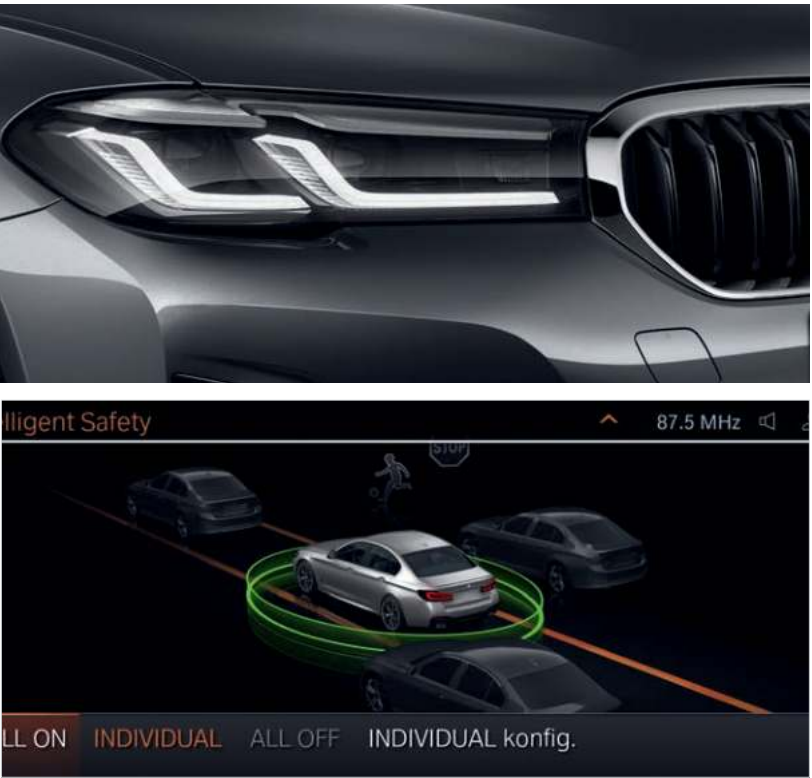 lligent Safety
87.5 MHz
STOP
LL ON INDIVIDUAL ALL OFF INDIVIDUAL konfig.